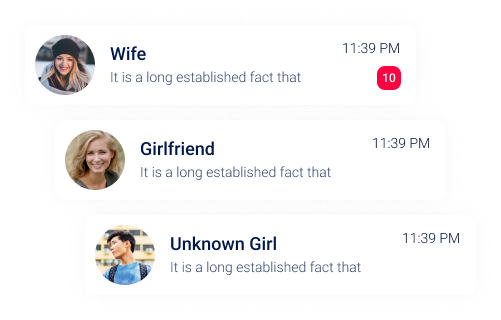 Wife
11:39 PM
It is a long established fact that
10
Girlfriend
11:39 PM
It is a long established fact that
Unknown Girl
11:39 PM
It is a long established fact that